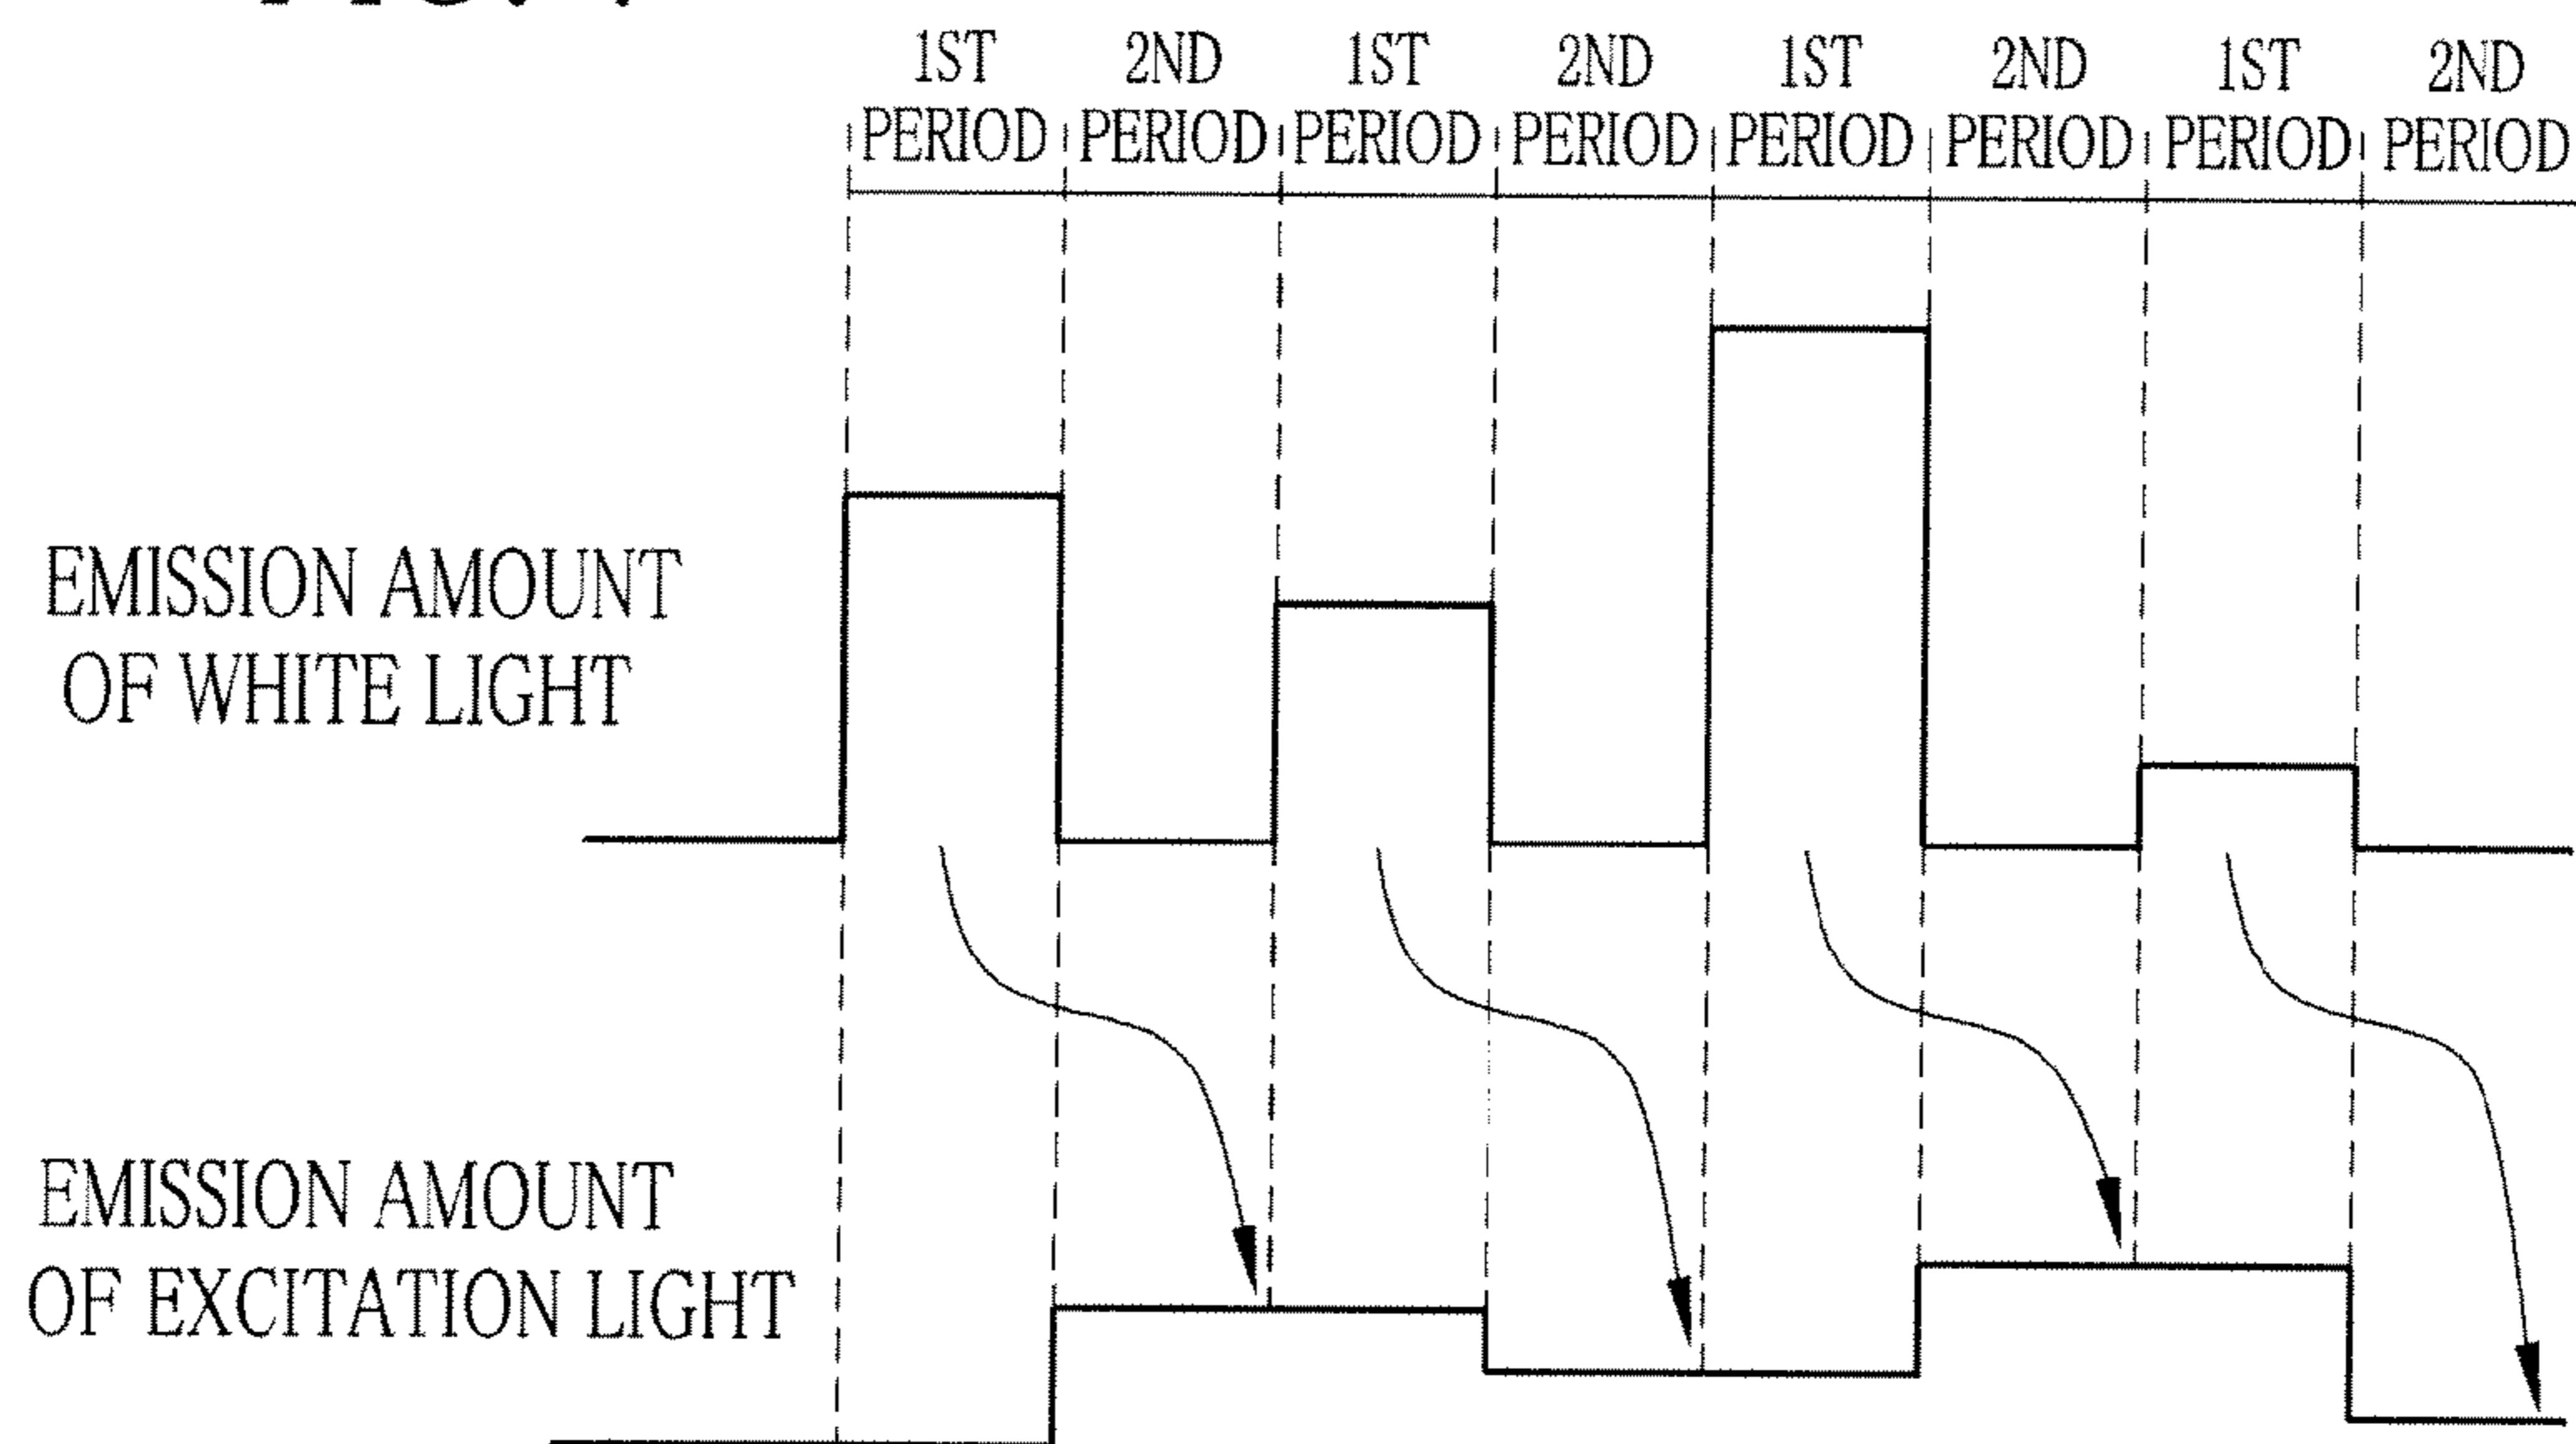 1ST 2ND 1ST 2ND 1ST 2ND 1ST 2ND
PERIOD PERIOD PERIOD PERIOD PERIOD PERIOD PERIOD PERIOD
EMISSION AMOUNT
OF WHITE LIGHT
EMISSION AMOUNT
OF EXCITATION LIGHT